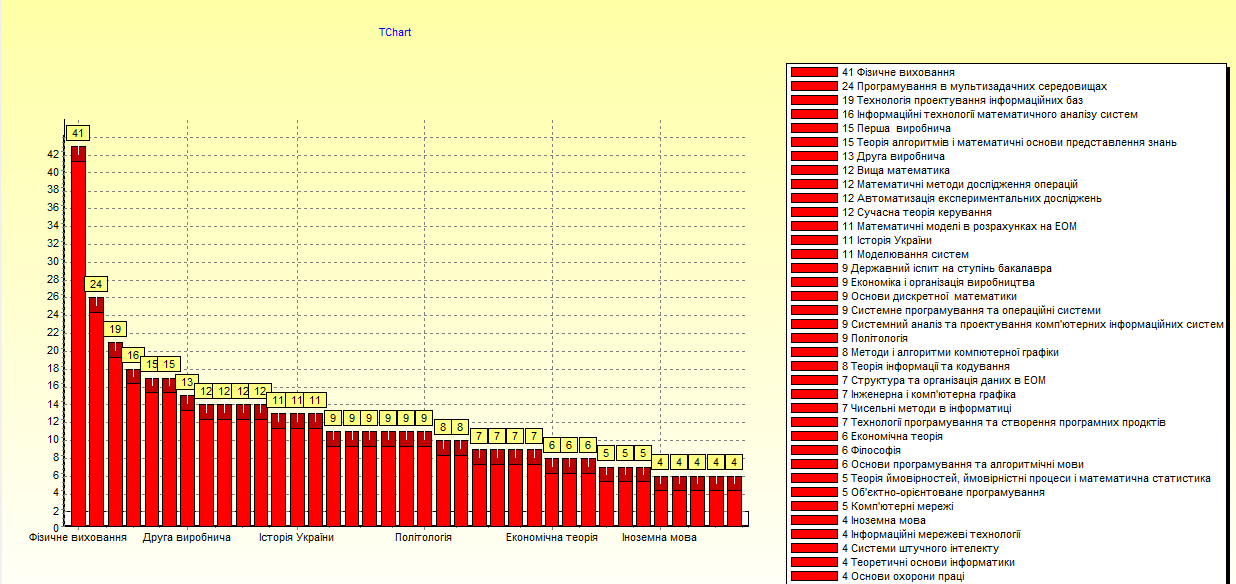 TChart
41
24
19
16
15
15
13
12
12
12
12
11
11
11
9
9
9
9
9
9
8
8
7
7
7
7
6
6
6
5
5
5
4
4
4
4
4
42
40
38
36
34
32
30
28
26
24
22
20
18
16
14
12
10
8
6
4
2
0
Фізичне виховання
Друга виробнича
Історія України
Політологія
Економічна теорія
Іноземна мова
41 Фізичне виховання
24 Програмування в мультизадачних середовищах
19 Технологія проектування інформаційних баз
16 Інформаційні технології математичного аналізу систем
15 Перша виробнича
15 Теорія алгоритмів і математичні основи представлення знань
13 Друга виробнича
12 Вища математика
12 Математичні методи дослідження операцій
12 Автоматизація експериментальних досліджень
12 Сучасна теорія керування
11 Математичні моделі в розрахунках на ЕОМ
11 Історія України
11 Моделювання систем
9 Державний іспит на ступінь бакалавра
9 Економіка і організація виробництва
9 Основи дискретної математики
9 Системне програмування та операційні системи
9 Системний аналіз та проектування комп'ютерних інформаційних систем
9 Політологія
8 Методи і алгоритми компютерної графіки
8 Теорія інформації та кодування
7 Структура та організація даних в ЕОМ
7 Інженерна і комп'ютерна графіка
7 Чисельні методи в інформатиці
7 Технології програмування та створення програмних продктів
6 Економічна теорія
6 Філософія
6 Основи програмування та алгоритмічні мови
5 Теорія ймовірностей, ймовірністні процеси і математична статистика
5 Об'єктно-орієнтоване програмування
5 Комп'ютерні мережі
4 Іноземна мова
4 Інформаційні мережеві технології
4 Системи штучного інтелекту
4 Теоретичні основи інформатики
4 Основи охорони праці